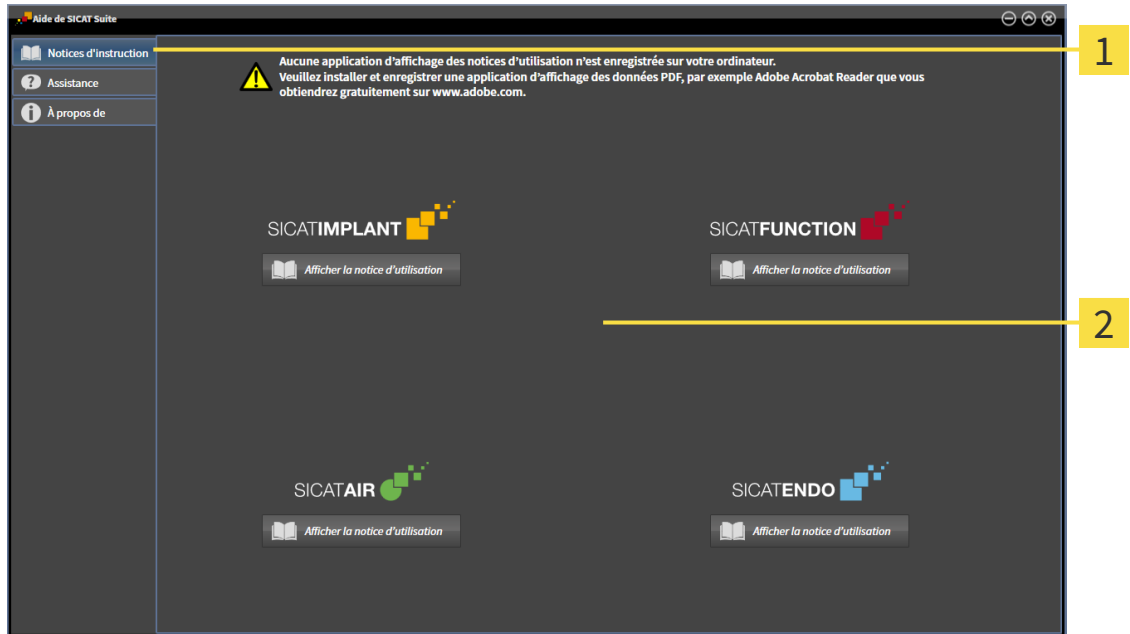 Aide de SICAT Suite
Notices d'instruction
Assistance
À propos de
Aucune application d'affichage des notices d'utilisation n'est enregistrée sur votre ordinateur.
Veuillez installer et enregistrer une application d'affichage des données PDF, par exemple Adobe Acrobat Reader que vous
obtiendrez gratuitement sur www.adobe.com.
1
SICATIMPLANT
SICATFUNCTION
Afficher la notice d'utilisation
Afficher la notice d'utilisation
2
SICATAIR
SICATENDO
Afficher la notice d'utilisation
Afficher la notice d'utilisation